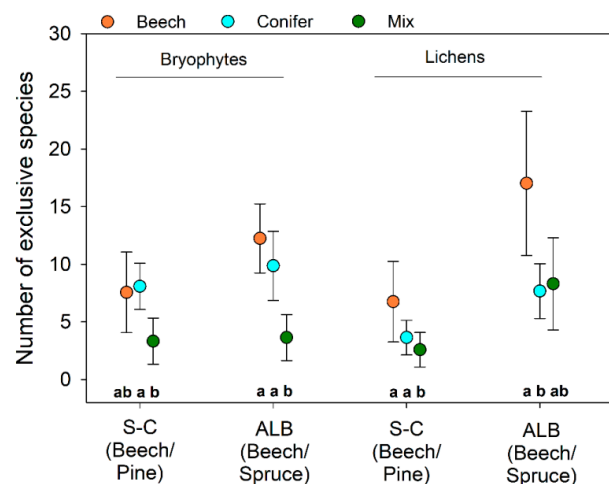 Beech Conifer Mix
30
25
20
15
10
5
0
Number of exclusive species
Bryophytes Lichens
ab a b a a b a a b a b ab
S-C ALB S-C ALB
(Beech/ (Beech/ (Beech/ (Beech/
Pine) Spruce) Pine) Spruce)